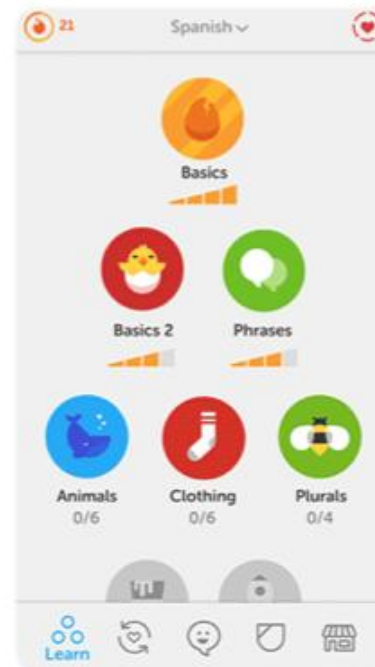 21 Spanish
Basics
Basics 2 Phrases
Animals Clothing Plurals
0/6 0/6 0/4
Learn